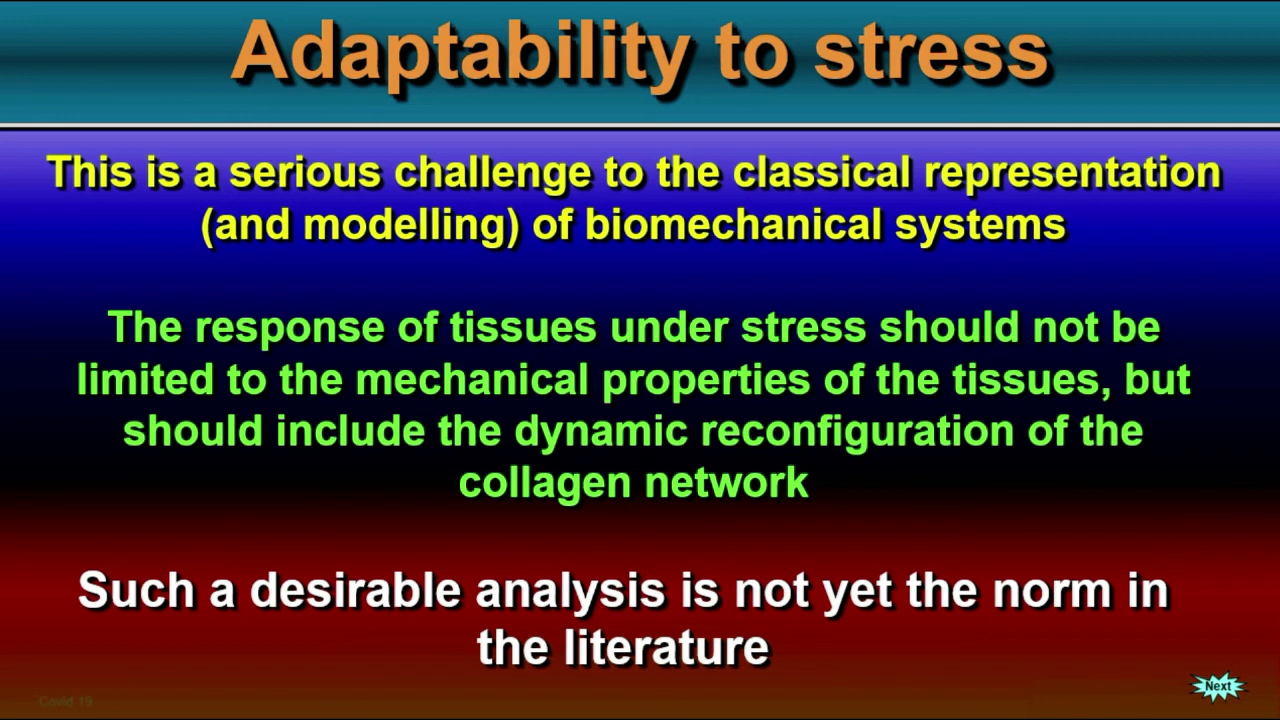 Adaptability to stress
This is a serious challenge to the classical representation
(and modelling) of biomechanical systems
The response of tissues under stress should not be
limited to the mechanical properties of the tissues, but
should include the dynamic reconfiguration of the
collagen network
Such a desirable analysis is not yet the norm in
the literature
Next
Covid 19